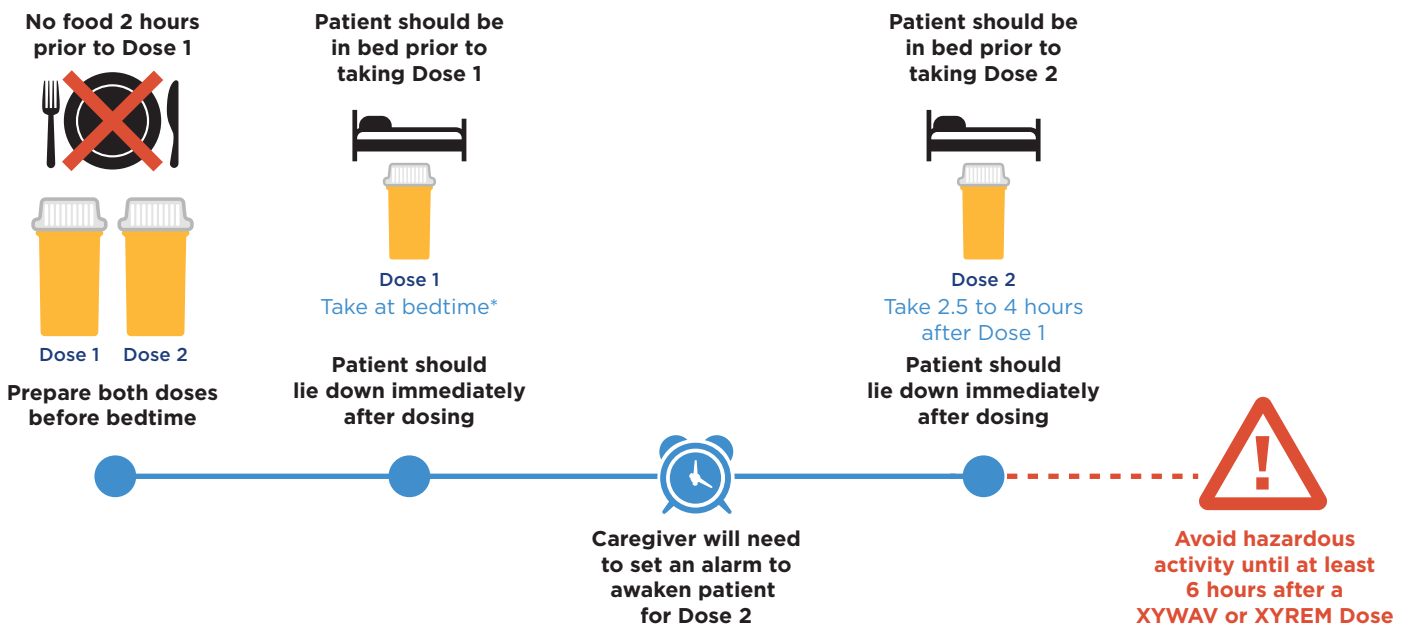 No food 2 hours
prior to Dose 1
Dose 1
Dose 2
Prepare both doses
before bedtime
Patient should be
in bed prior to
taking Dose 1
Dose 1
Take at bedtime*
Patient should
lie down immediately
after dosing
Caregiver will need
to set an alarm to
awaken patient
for Dose 2
Patient should be
in bed prior to
taking Dose 2
Dose 2
Take 2.5 to 4 hours
after Dose 1
Patient should
lie down immediately
after dosing
!
Avoid hazardous
activity until at least
6 hours after a
XYWAV or XYREM Dose